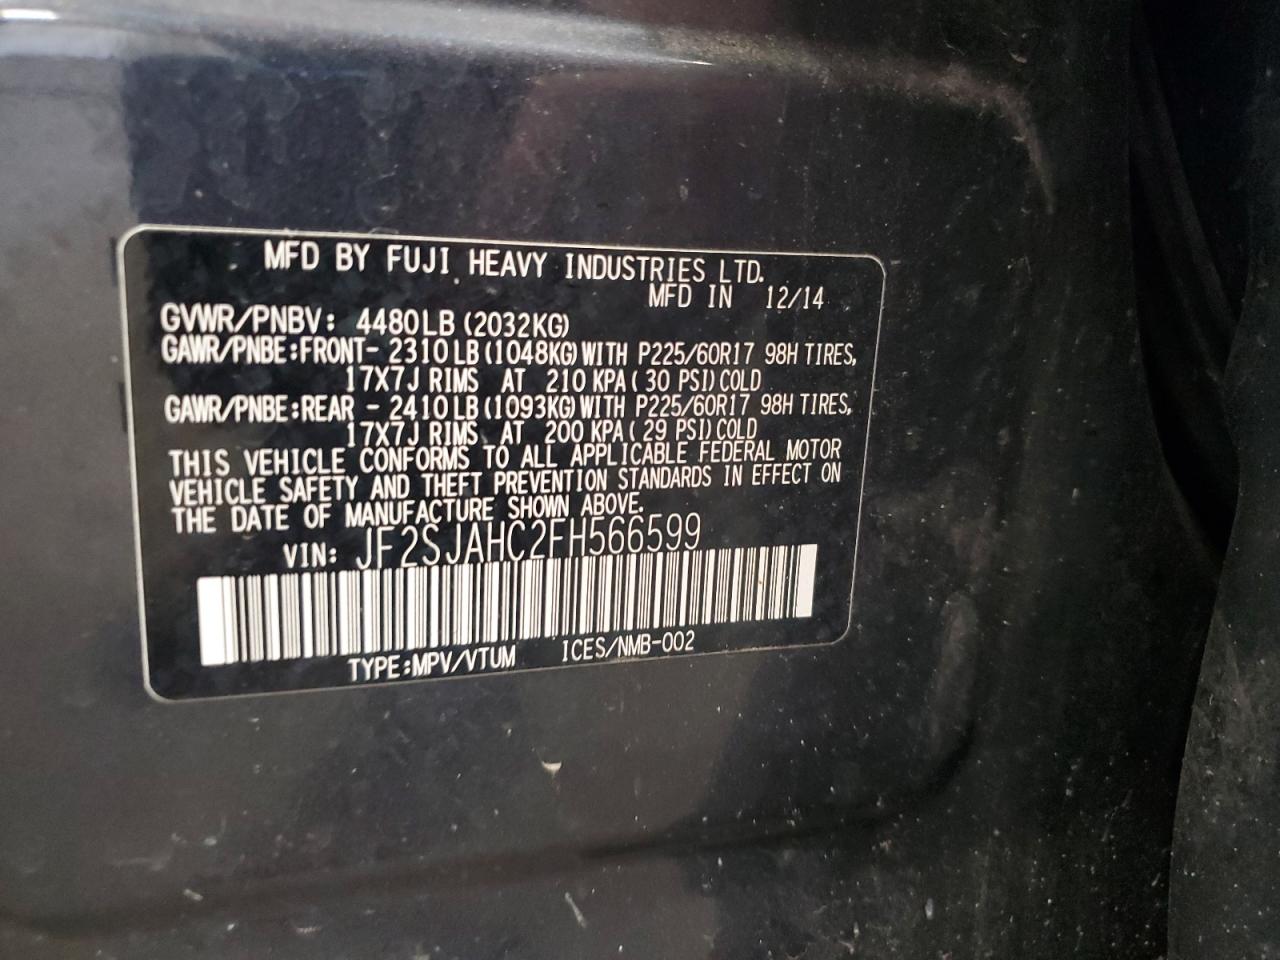 MFD BY FUJI HEAVY INDUSTRIES LTD.
MFD IN 12/14
GVWR/PNBV: 4480LB (2032KG)
GAWR/PNBE:FRONT- 2310LB (1048KG) WITH P225/60R17 98H TIRES,
17X7J RIMS AT 210 KPA ( 30 PSI) COLD
GAWR/PNBE:REAR - 2410LB (1093KG) WITH P225/60R17 98H TIRES,
17X7J RIMS AT 200 KPA ( 29 PSI) COLD
THIS VEHICLE CONFORMS TO ALL APPLICABLE FEDERAL MOTOR
VEHICLE SAFETY AND THEFT PREVENTION STANDARDS IN EFFECT ON
THE DATE OF MANUFACTURE SHOWN ABOVE.
VIN: JF2SJAHC2FH566599
TYPE:MPV/VTUM ICES/NMB-002